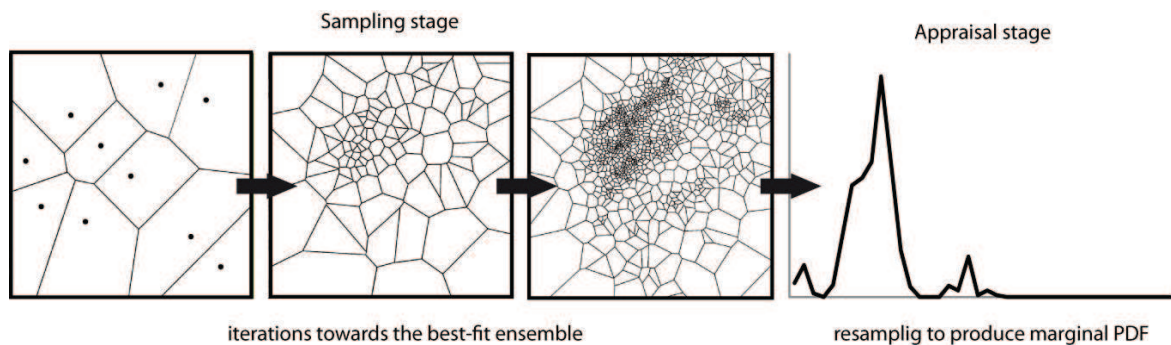 Sampling stage
Appraisal stage
iterations towards the best-fit ensemble
resamplig to produce marginal PDF